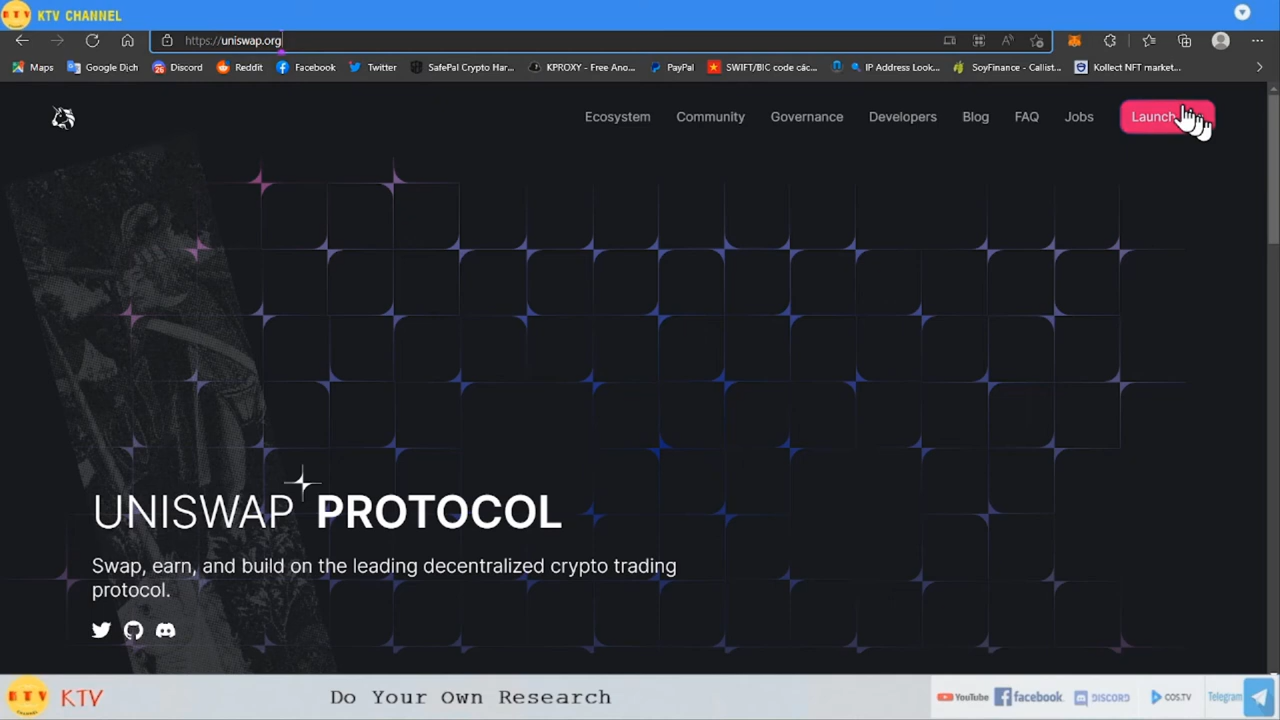 KTV CHANNEL
https://uniswap.org
Maps
Google Dịch
Discord
Reddit
Facebook
Twitter
SafePal Crypto Har...
KPROXY - Free Ano...
PayPal
SWIFT/BIC code các...
IP Address Look...
SoyFinance - Callist...
Kollect NFT market...
Ecosystem
Community
Governance
Developers
Blog
FAQ
Jobs
Launch
UNISWAP PROTOCOL
Swap, earn, and build on the leading decentralized crypto trading
protocol.
KTV
Do Your Own Research
YouTube
facebook.
DISCORD
COS.TV
Telegram